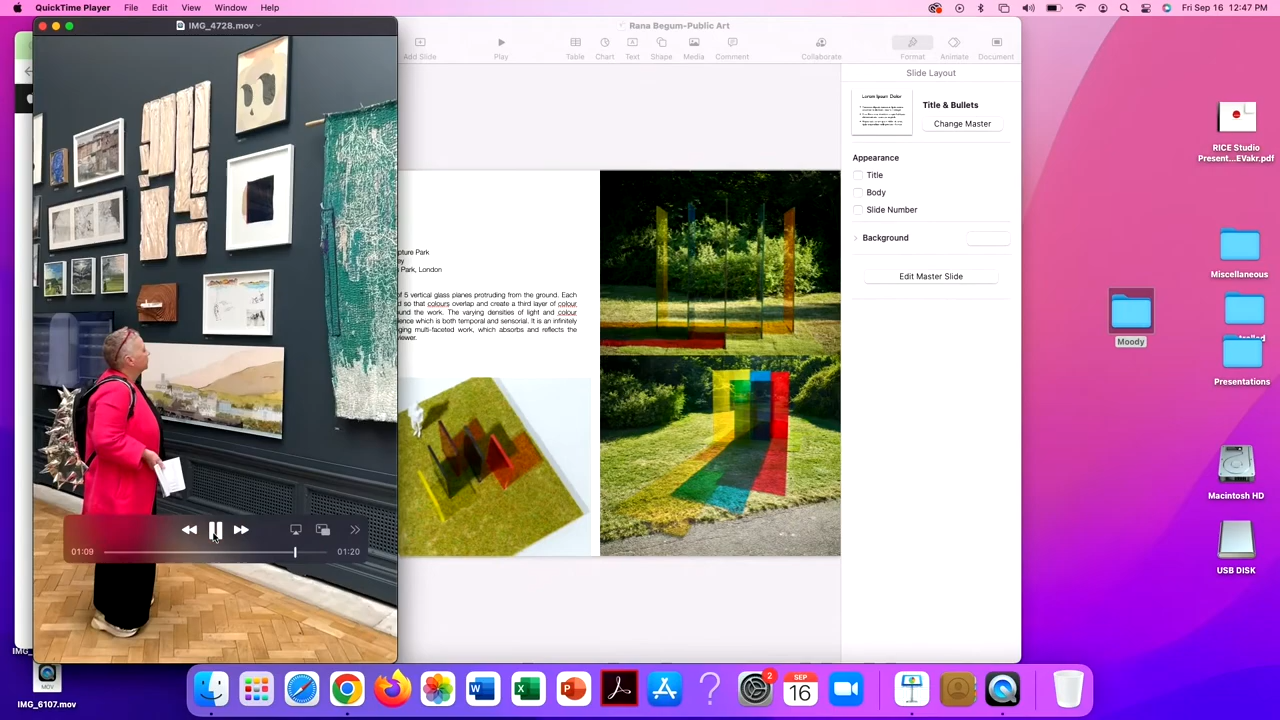 QuickTime Player File Edit View Window Help
Fri Sep 16 12:47 PM
IMG_4728.mov
Rana Begum-Public Art
Add Slide Play Table Chart Text Shape Media Comment Collaborate Format Animate Document
Slide Layout
Lorem Ipsum Dolor
Title & Bullets
Change Master
Appearance
Title
Body
Slide Number
Background
Edit Master Slide
pture Park
ey
Park, London
of 5 vertical glass planes protruding from the ground. Each
d so that colours overlap and create a third layer of colour
und the work. The varying densities of light and colour
ence which is both temporal and sensorial. It is an infinitely
ging multi-faceted work, which absorbs and reflects the
viewer.
01:09
01:20
RICE Studio
Present...EVakr.pdf
Miscellaneous
Moody
Presentations
Macintosh HD
USB DISK
MOV
IMG_6107.mov
SEP
16
2